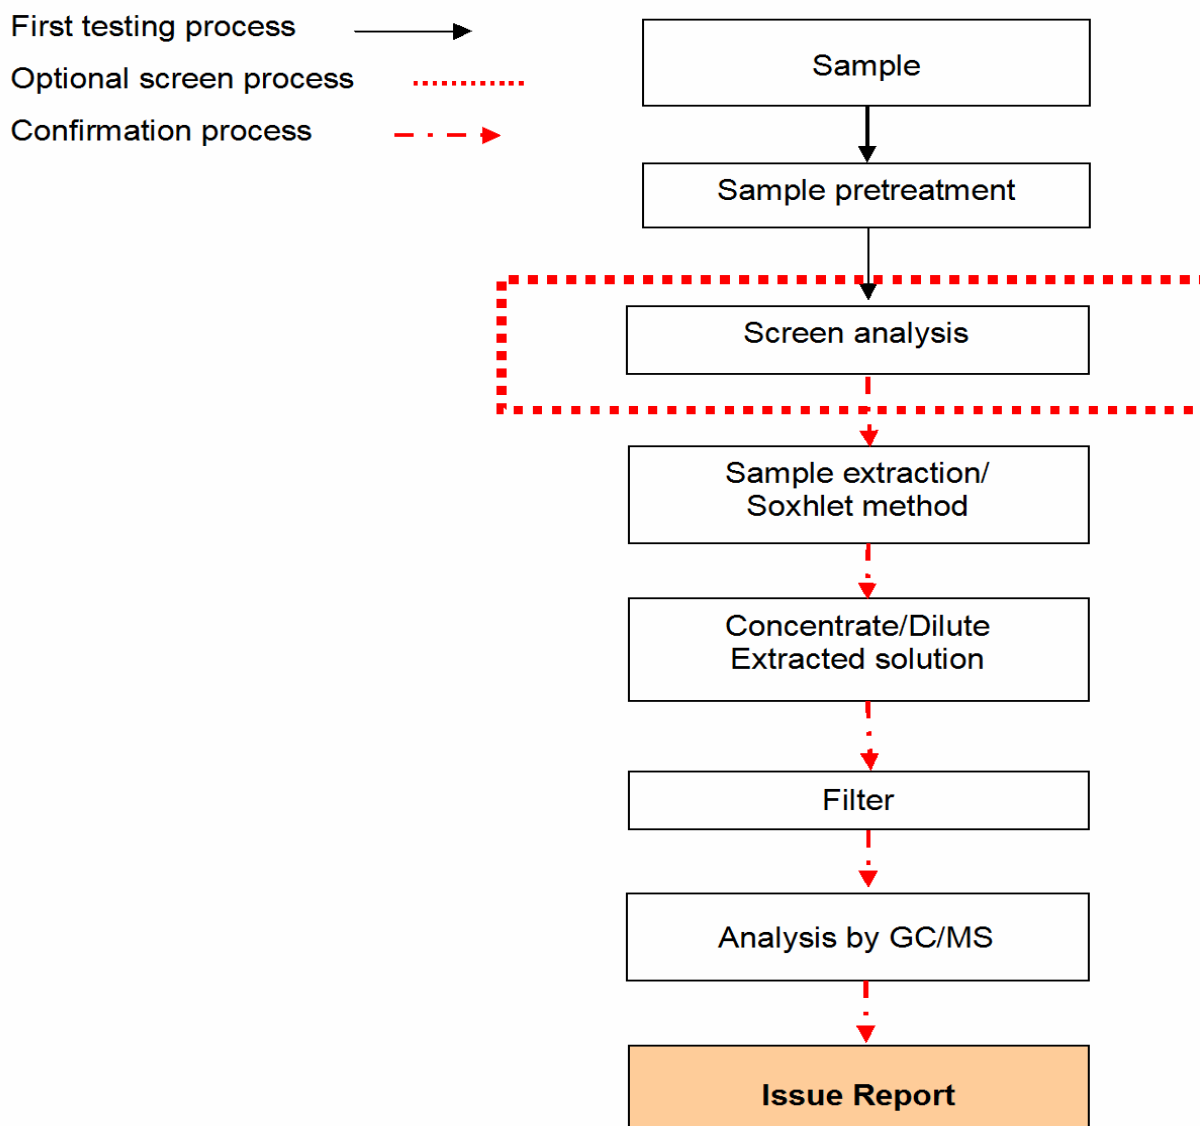 First testing process
Optional screen process
Confirmation process
Sample
Sample pretreatment
Screen analysis
Sample extraction/
Soxhlet method
Concentrate/Dilute
Extracted solution
Filter
Analysis by GC/MS
Issue Report